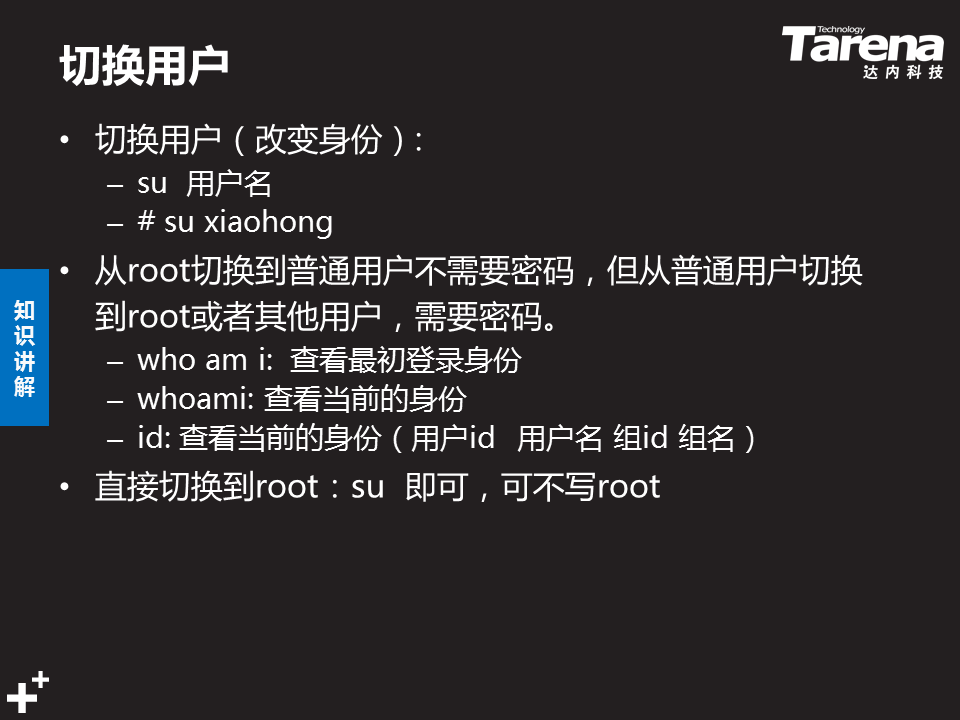 切换用户
Technology
Tarena
达内科技
• 切换用户（改变身份）:
– su 用户名
– # su xiaohong
• 从root切换到普通用户不需要密码，但从普通用户切换
到root或者其他用户，需要密码。
– who am i: 查看最初登录身份
– whoami: 查看当前的身份
– id: 查看当前的身份（用户id 用户名 组id 组名）
• 直接切换到root：su 即可，可不写root
知识讲解